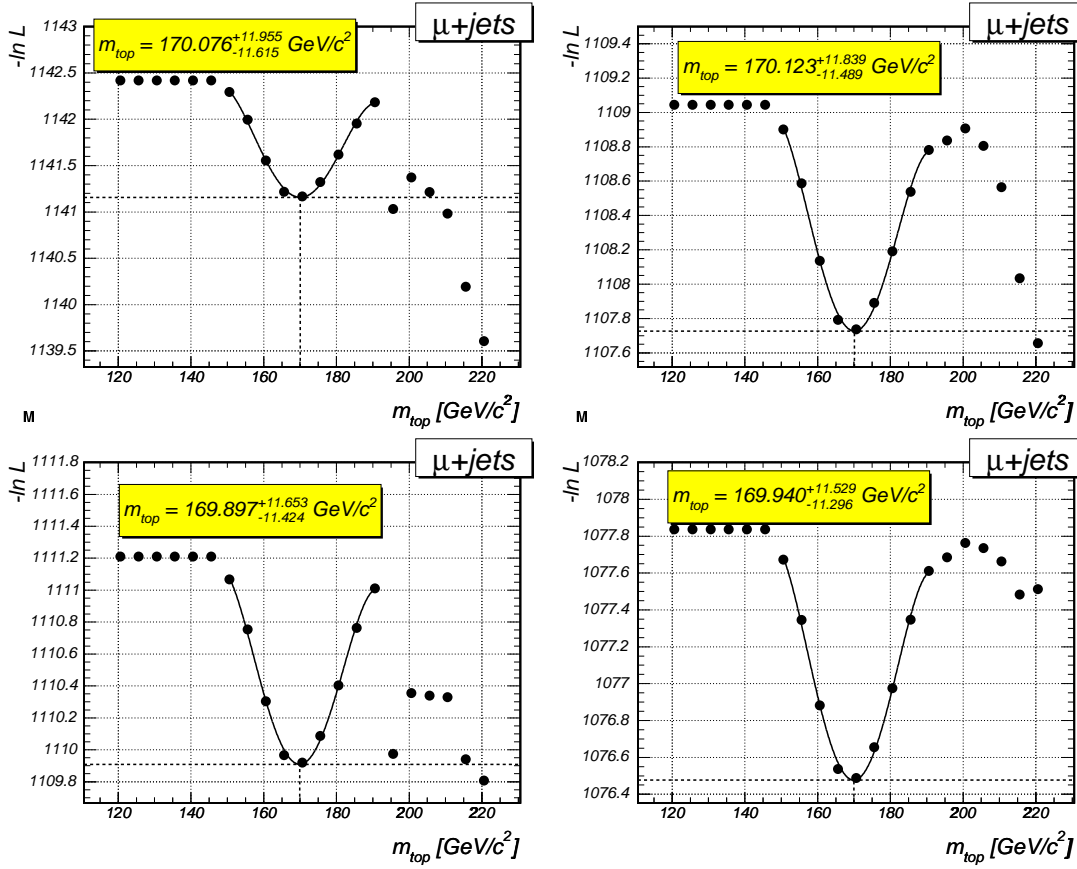 -ln L
1143
1142.5
1142
1141.5
1141
1140.5
1140
1139.5
m_top = 170.076 +11.955 -11.615 GeV/c²
μ+jets
120 140 160 180 200 220
m_top [GeV/c²]
-ln L
1109.4
1109.2
1109
1108.8
1108.6
1108.4
1108.2
1108
1107.8
1107.6
m_top = 170.123 +11.839 -11.489 GeV/c²
μ+jets
120 140 160 180 200 220
m_top [GeV/c²]
M
M
-ln L
1111.8
1111.6
1111.4
1111.2
1111
1110.8
1110.6
1110.4
1110.2
1110
1109.8
m_top = 169.897 +11.653 -11.424 GeV/c²
μ+jets
120 140 160 180 200 220
m_top [GeV/c²]
-ln L
1078.2
1078
1077.8
1077.6
1077.4
1077.2
1077
1076.8
1076.6
1076.4
m_top = 169.940 +11.529 -11.296 GeV/c²
μ+jets
120 140 160 180 200 220
m_top [GeV/c²]